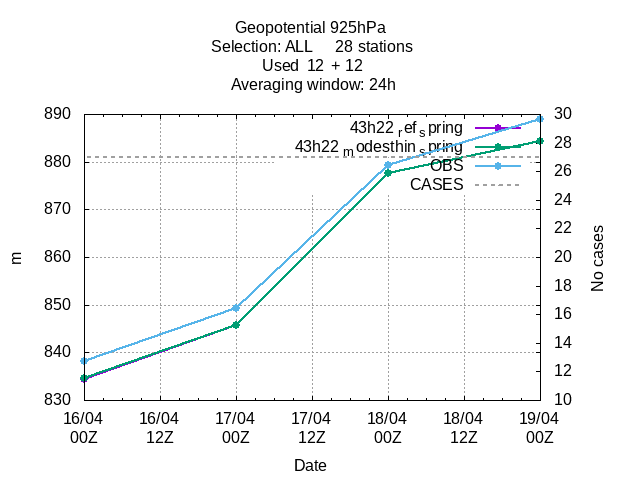 Geopotential 925hPa
Selection: ALL 28 stations
Used 12 + 12
Averaging window: 24h
890 30
43h22 ref spring
28
43h22 modesthin spring
880
OBS
26
CASES
24
870
22
m
860 20
No cases
18
850
16
14
840
12
830 10
16/04 16/04 17/04 17/04 18/04 18/04 19/04
00Z 12Z 00Z 12Z 00Z 12Z 00Z
Date